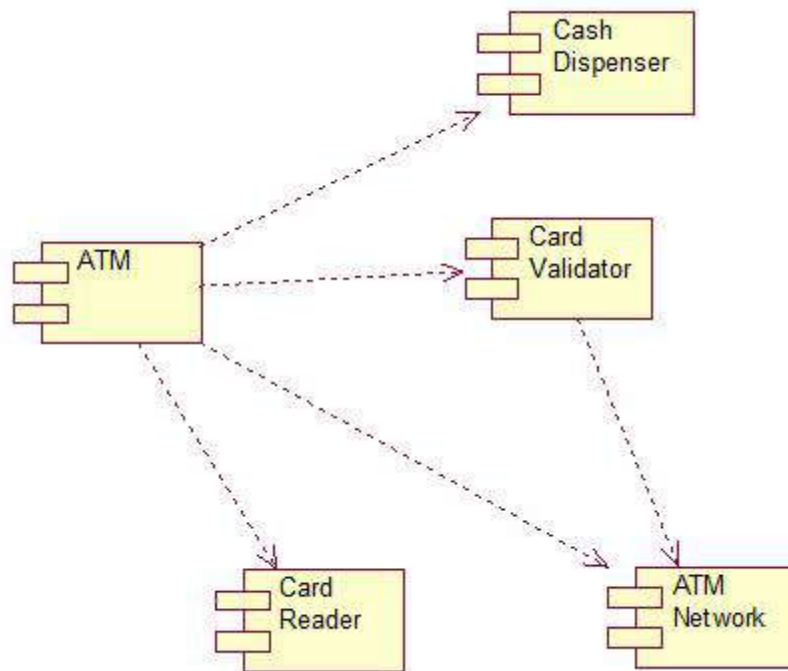 Cash
Dispenser
ATM
Card
Validator
Card
Reader
ATM
Network